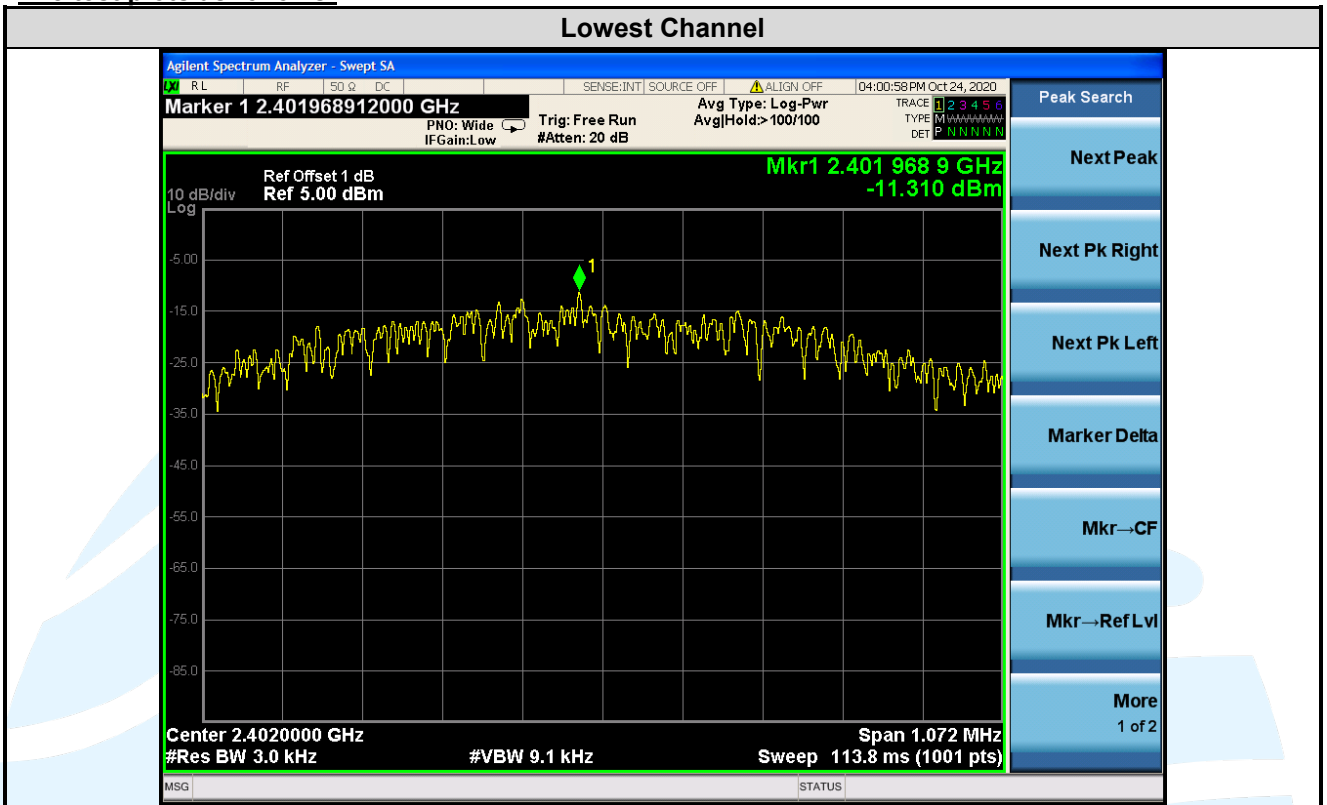 Lowest Channel
Agilent Spectrum Analyzer - Swept SA
LXI RL RF 50 Ω DC SENSE:INT SOURCE OFF ALIGN OFF 04:00:58 PM Oct 24, 2020
Marker 1 2.401968912000 GHz
PNO: Wide
IFGain:Low
Trig: Free Run
#Atten: 20 dB
Avg Type: Log-Pwr
Avg|Hold:>100/100
TRACE 1 2 3 4 5 6
TYPE M
DET P N N N N N
Peak Search
Mkr1 2.401 968 9 GHz
-11.310 dBm
Ref Offset 1 dB
10 dB/div Ref 5.00 dBm
Log
1
-5.00
-15.0
-25.0
-35.0
-45.0
-55.0
-65.0
-75.0
-85.0
Next Peak
Next Pk Right
Next Pk Left
Marker Delta
Mkr→CF
Mkr→Ref Lvl
More
1 of 2
Center 2.4020000 GHz Span 1.072 MHz
#Res BW 3.0 kHz #VBW 9.1 kHz Sweep 113.8 ms (1001 pts)
MSG STATUS